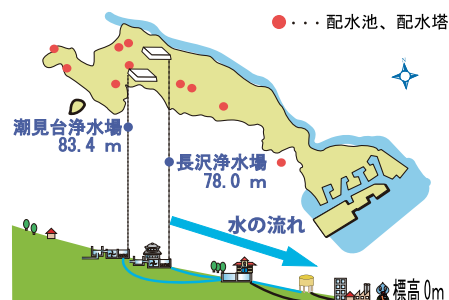 ●･･･配水池、配水塔
N
潮見台浄水場
83.4 m
長沢浄水場
78.0 m
水の流れ
標高0m